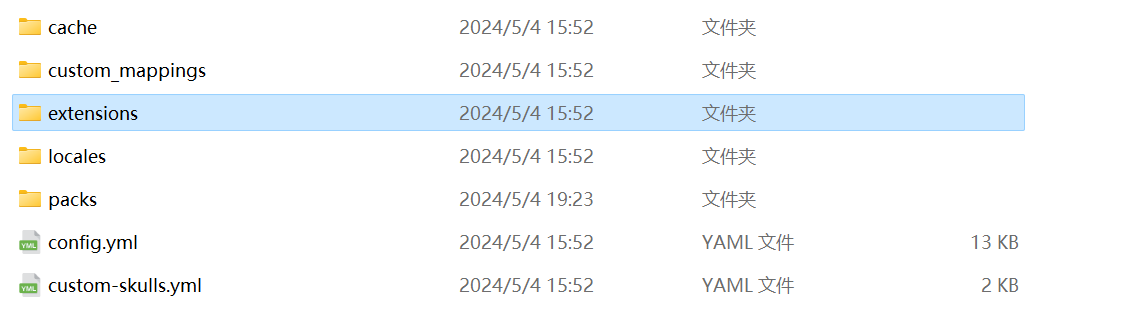 cache 2024/5/4 15:52 文件夹
custom_mappings 2024/5/4 15:52 文件夹
extensions 2024/5/4 15:52 文件夹
locales 2024/5/4 15:52 文件夹
packs 2024/5/4 19:23 文件夹
YML config.yml 2024/5/4 15:52 YAML 文件 13 KB
YML custom-skulls.yml 2024/5/4 15:52 YAML 文件 2 KB